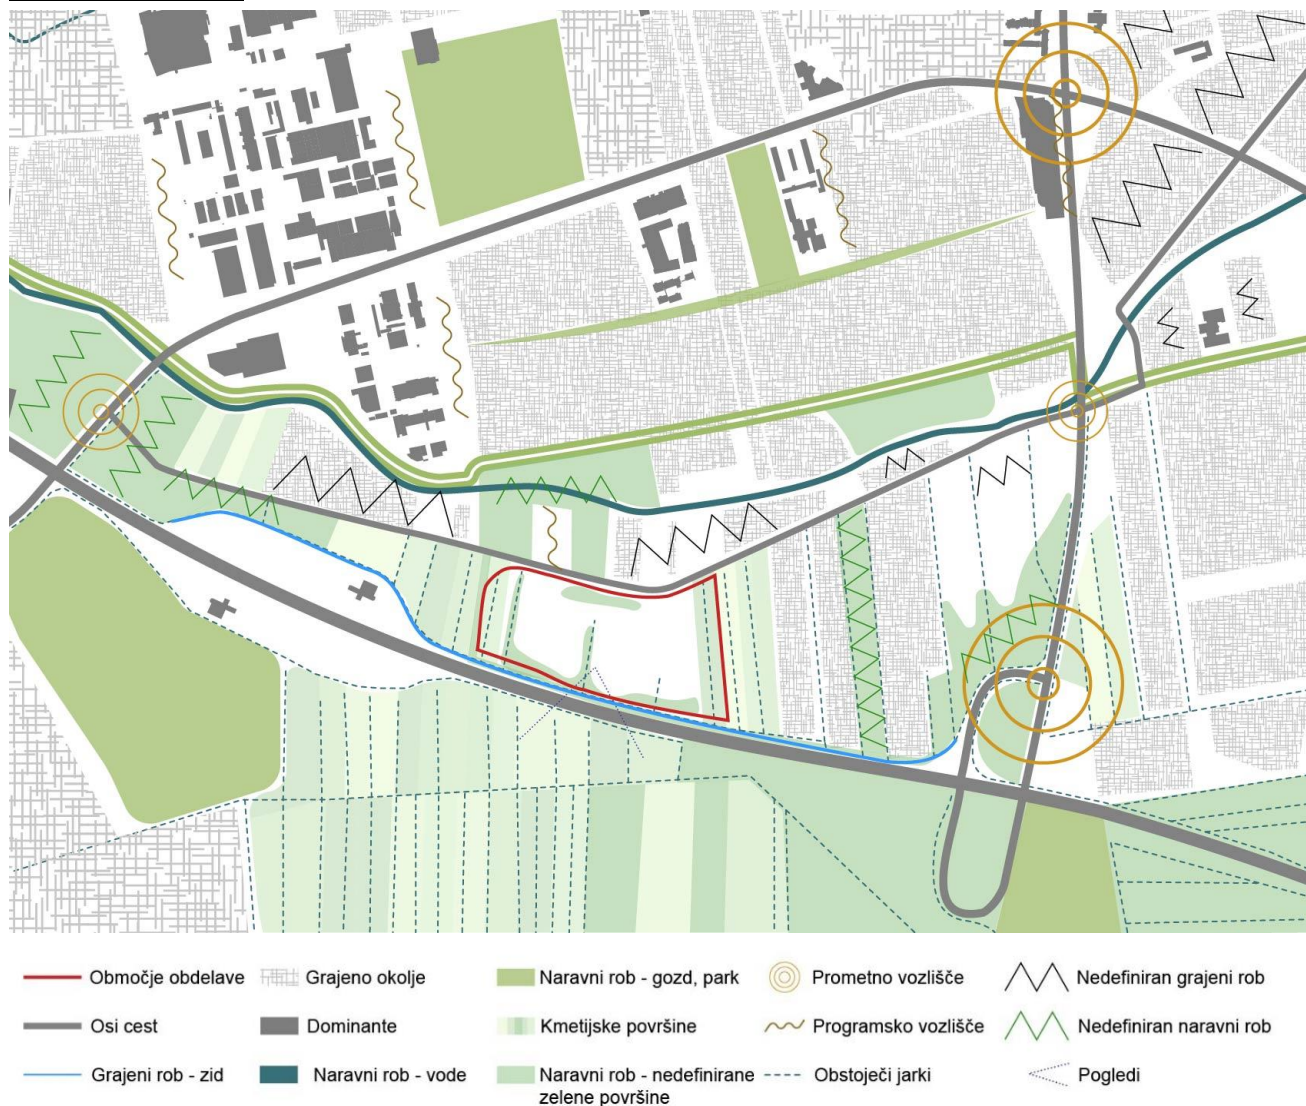 Območje obdelave
Grajeno okolje
Naravni rob - gozd, park
Prometno vozlišče
Nedefiniran grajeni rob
Osi cest
Dominante
Kmetijske površine
Programsko vozlišče
Nedefiniran naravni rob
Grajeni rob - zid
Naravni rob - vode
Naravni rob - nedefinirane
zelene površine
Obstoječi jarki
Pogledi